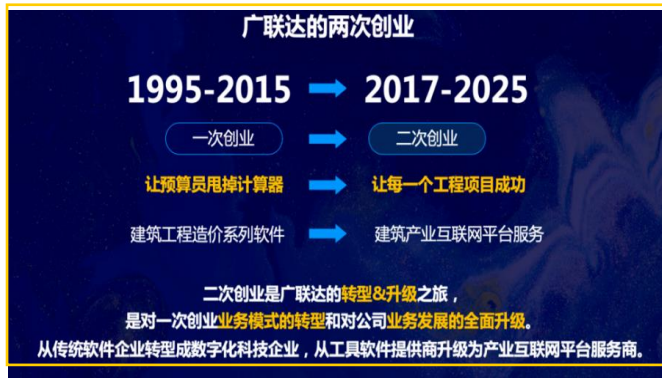 广联达的两次创业
1995-2015 2017-2025
一次创业 二次创业
让预算员甩掉计算器 让每一个工程项目成功
建筑工程造价系列软件 建筑产业互联网平台服务
二次创业是广联达的转型&升级之旅，
是对一次创业业务模式的转型和对公司业务发展的全面升级。
从传统软件企业转型成数字化科技企业，从工具软件提供商升级为产业互联网平台服务商。